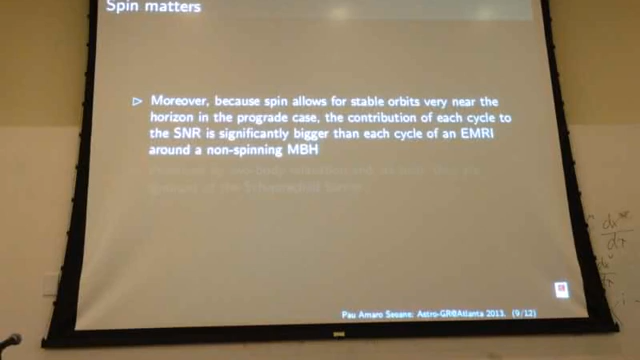 Spin matters
▷ Moreover, because spin allows for stable orbits very near the
horizon in the prograde case, the contribution of each cycle to
the SNR is significantly bigger than each cycle of an EMRI
around a non-spinning MBH
Pau Amaro Seoane: Astro-GR@Atlanta 2013, (9/12)